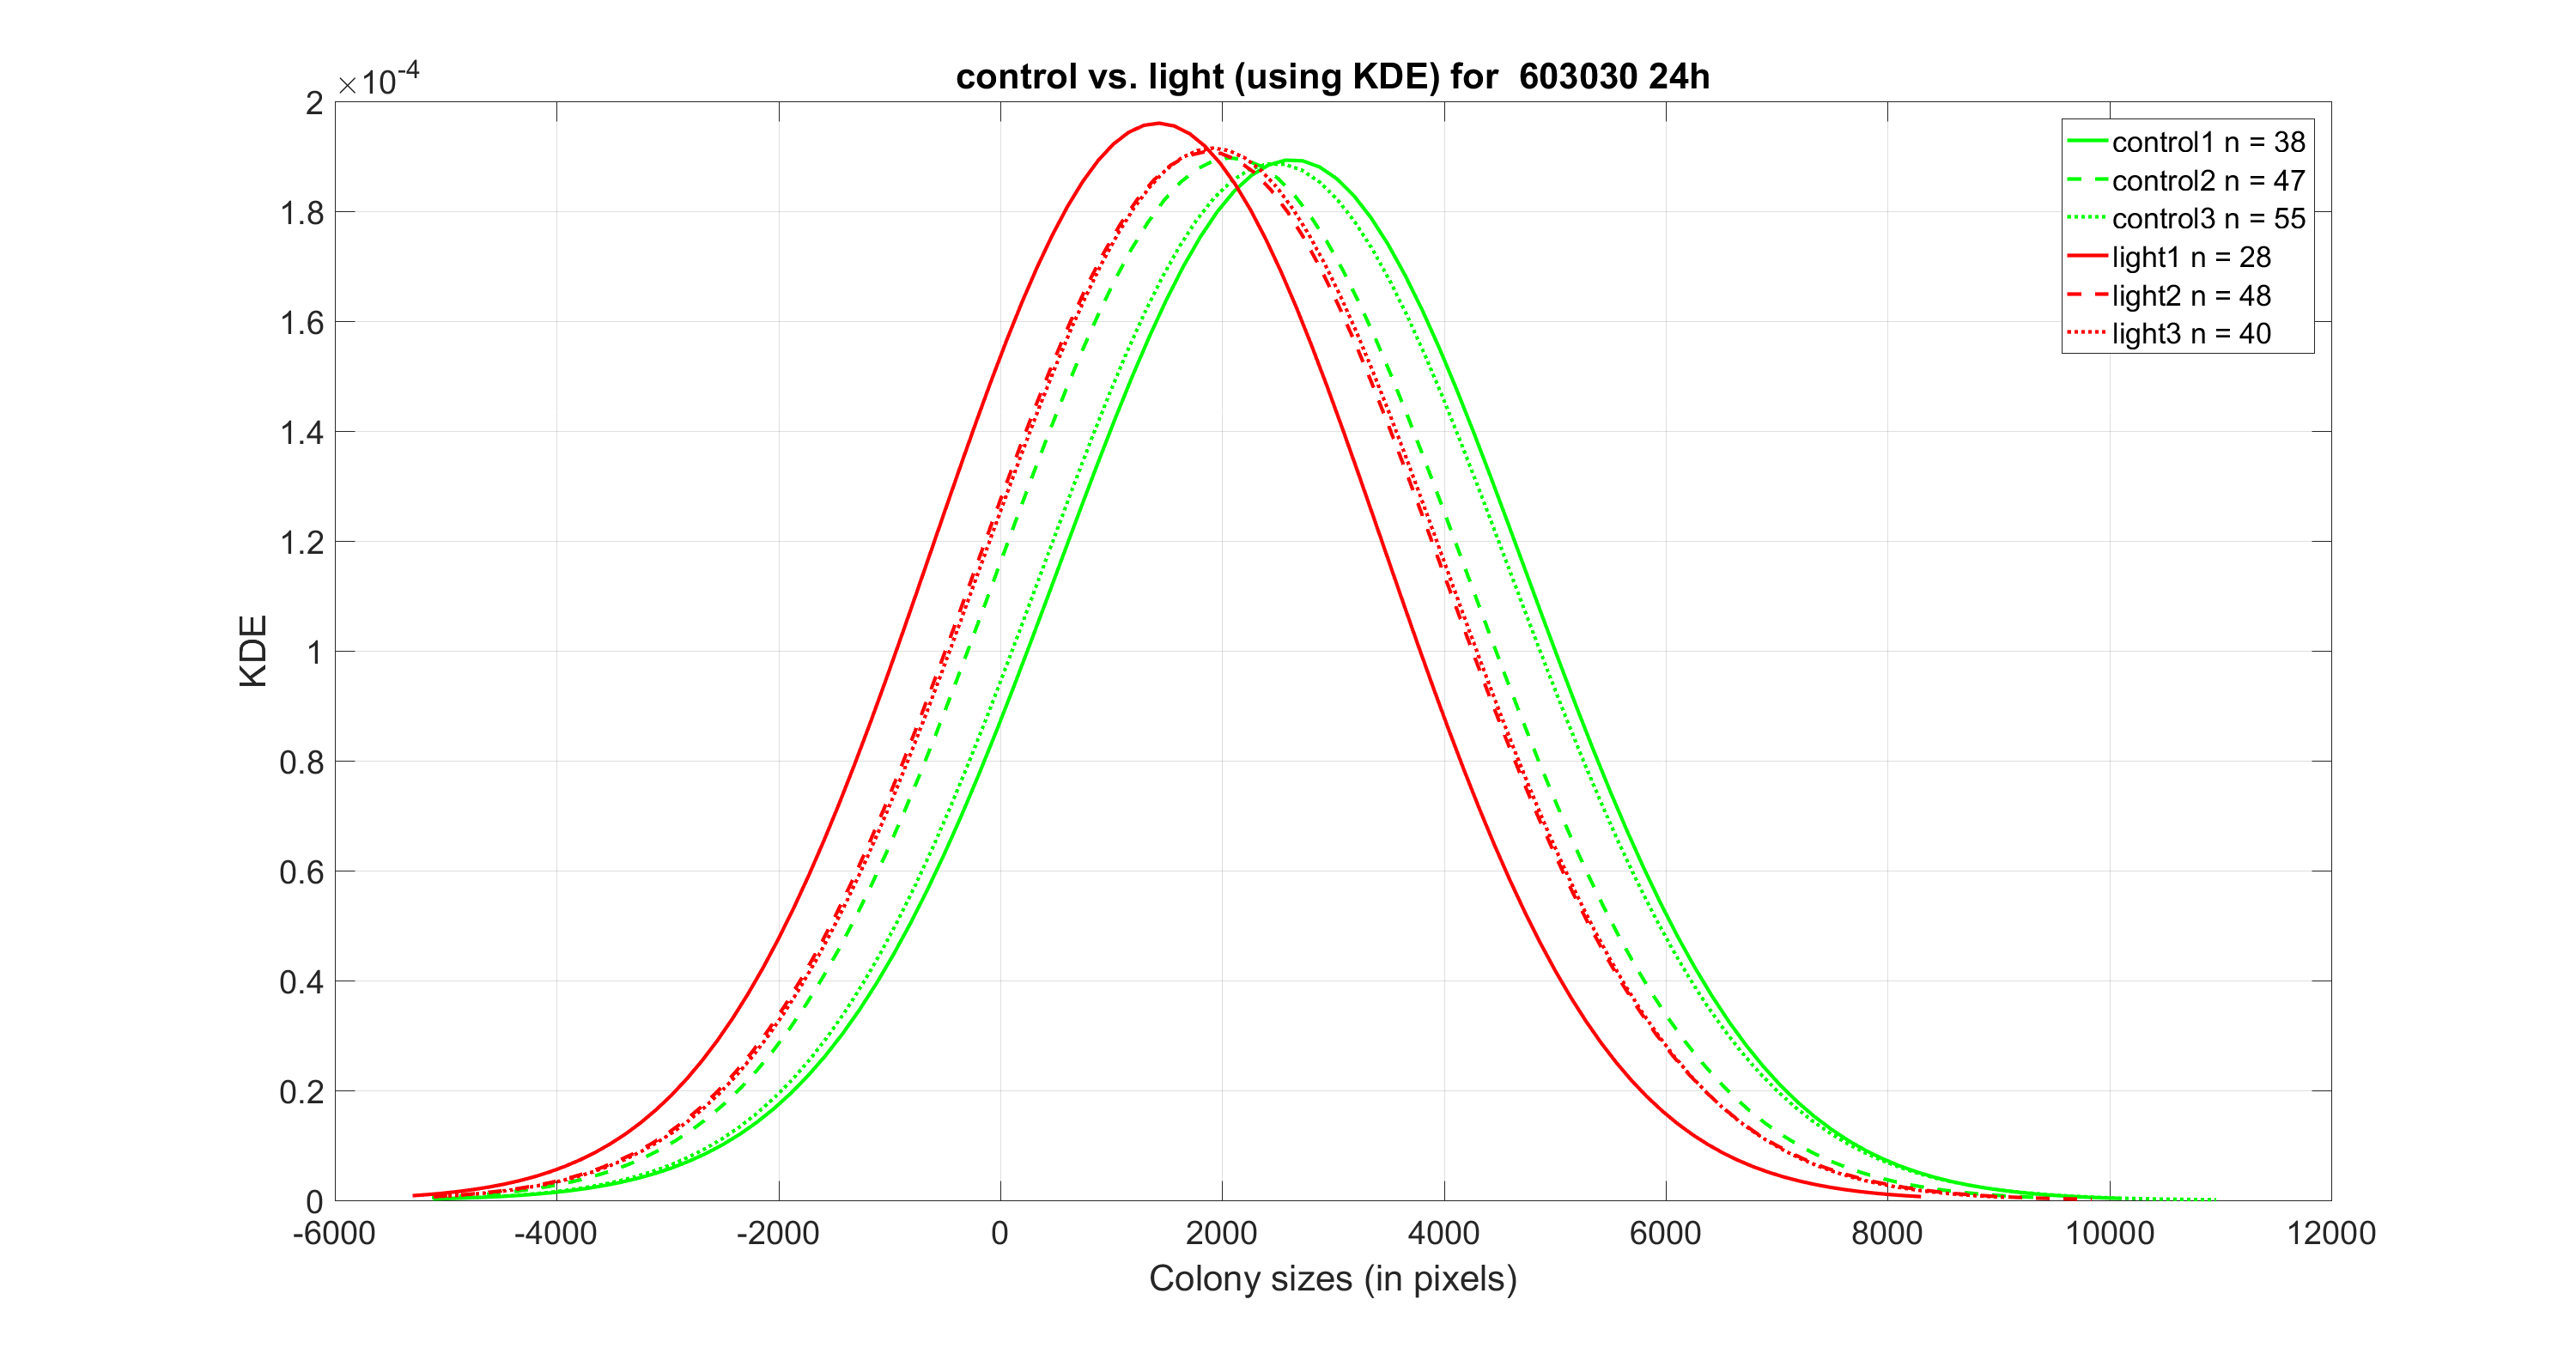 control vs. light (using KDE) for  603030 24h
×10-4
2
1.8
1.6
1.4
1.2
1
0.8
0.6
0.4
0.2
0
KDE
-6000 -4000 -2000 0 2000 4000 6000 8000 10000 12000
Colony sizes (in pixels)
control1 n = 38
control2 n = 47
control3 n = 55
light1 n = 28
light2 n = 48
light3 n = 40